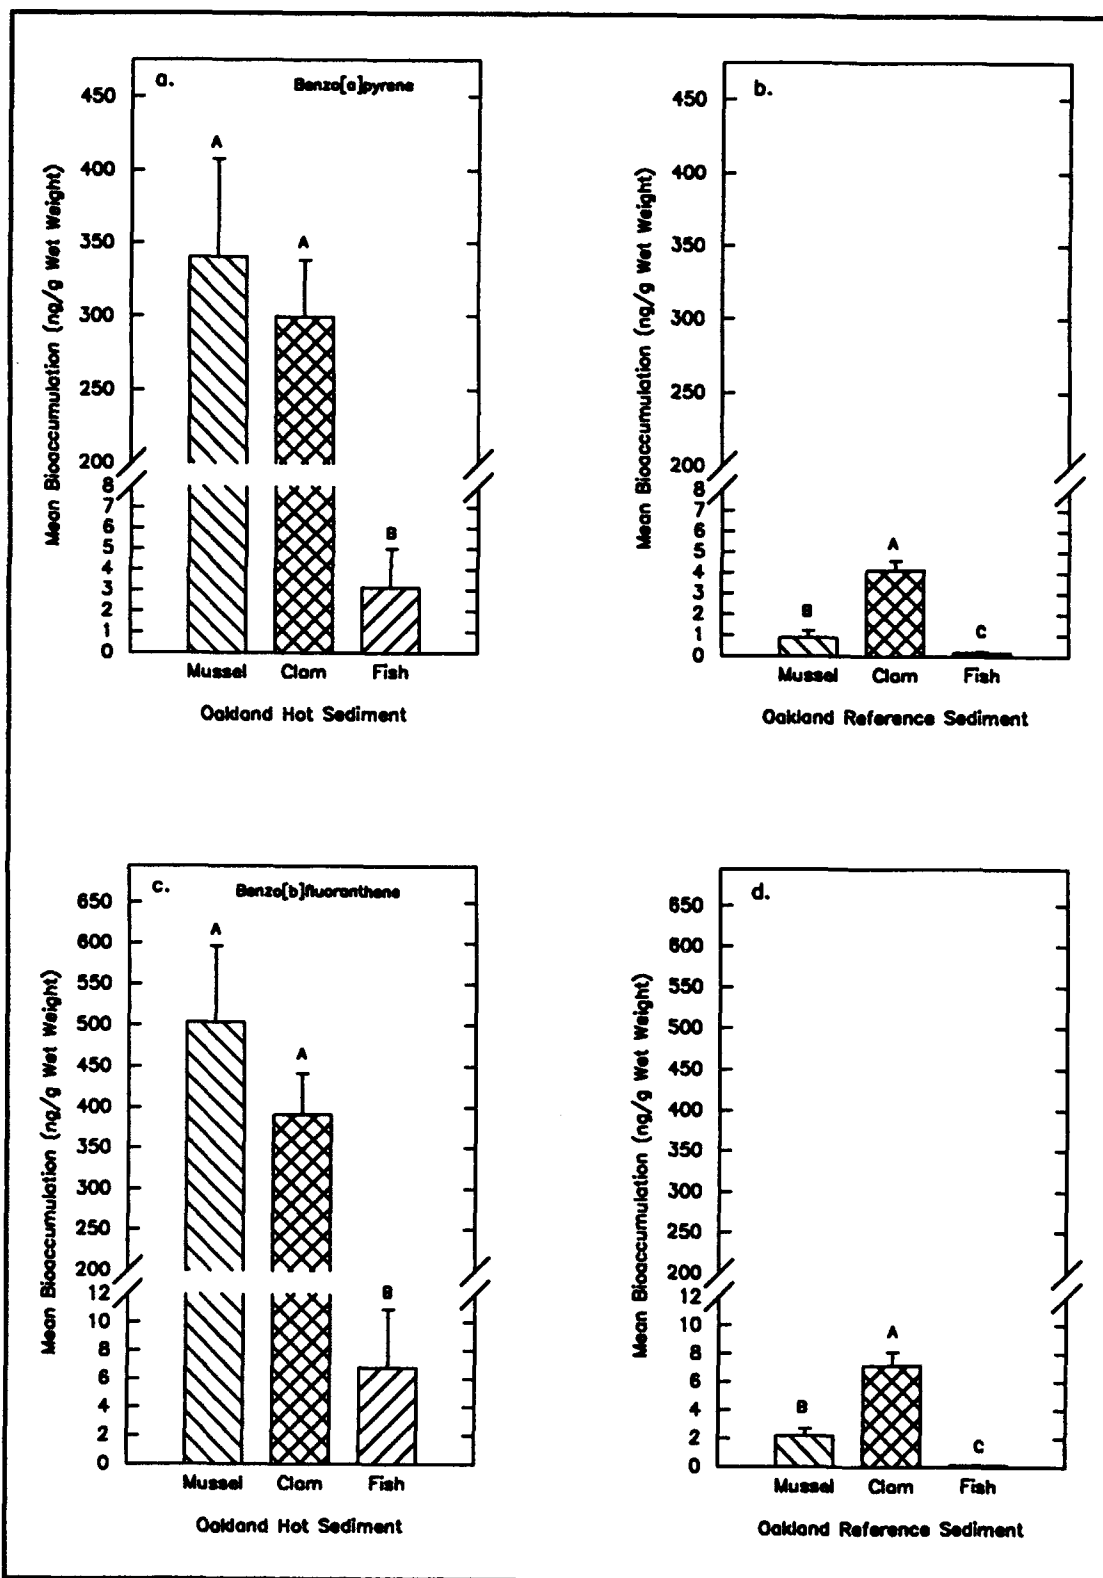 a.
Benzo[a]pyrene
Mean Bioaccumulation (ng/g Wet Weight)
450
400
350
300
250
200
8
7
6
5
4
3
2
1
0
A
A
B
Mussel Clam Fish
Oakland Hot Sediment
b.
Mean Bioaccumulation (ng/g Wet Weight)
450
400
350
300
250
200
8
7
6
5
4
3
2
1
0
B
A
C
Mussel Clam Fish
Oakland Reference Sediment
c.
Benzo[b]fluoranthene
Mean Bioaccumulation (ng/g Wet Weight)
650
600
550
500
450
400
350
300
250
200
12
10
8
6
4
2
0
A
A
B
Mussel Clam Fish
Oakland Hot Sediment
d.
Mean Bioaccumulation (ng/g Wet Weight)
650
600
550
500
450
400
350
300
250
200
12
10
8
6
4
2
0
B
A
C
Mussel Clam Fish
Oakland Reference Sediment